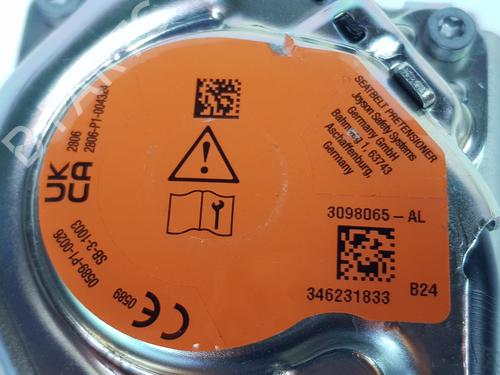 SEATBELT PRETENSIONER
Joyson Safety Systems
Germany GmbH
Bahnweg 1, 63743
Aschaffenburg,
Germany
3098065-AL
346231833
B24
2806
2806-P1-00433
UK
CA
0589-P1-0026
SB-3-1003
0589
CE